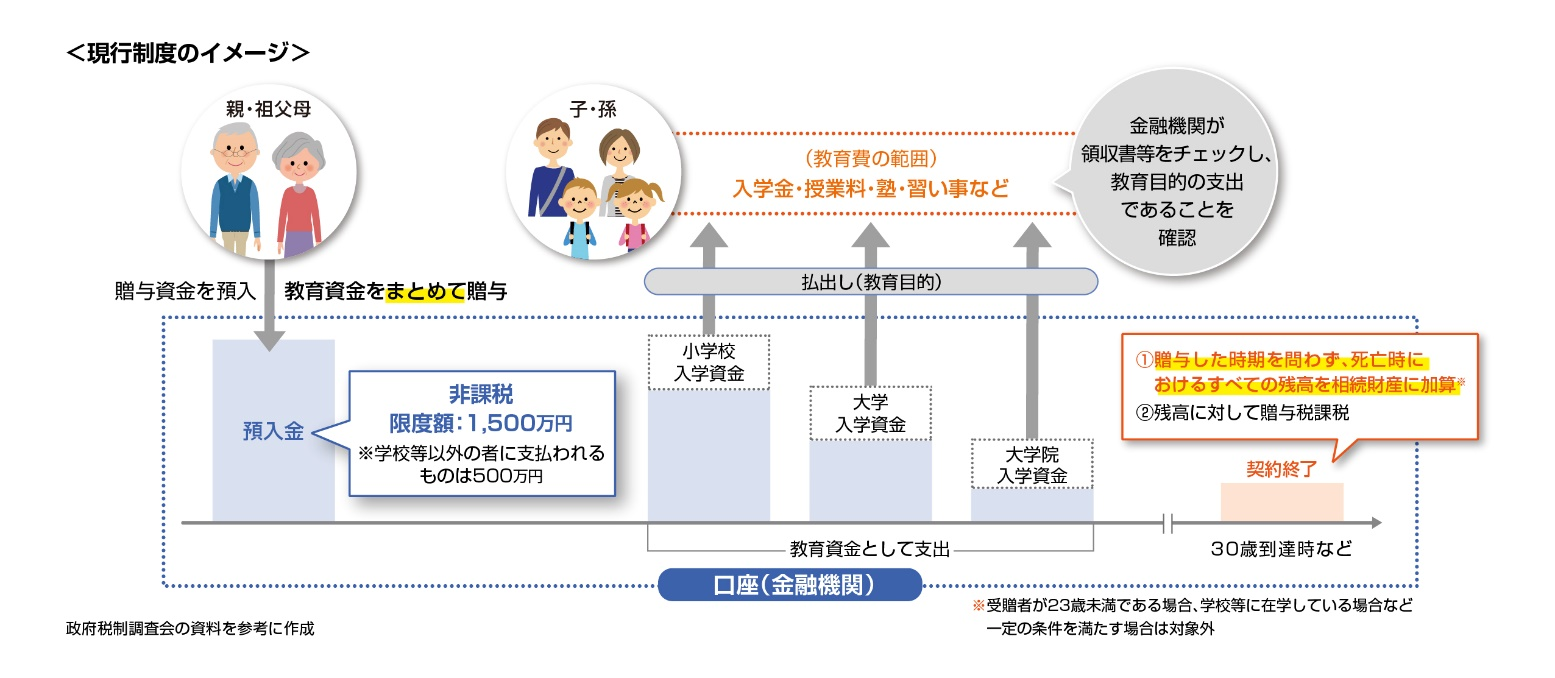 ＜現行制度のイメージ＞
親・祖父母
子・孫
（教育費の範囲）
入学金・授業料・塾・習い事など
金融機関が
領収書等をチェックし、
教育目的の支出
であることを
確認
贈与資金を預入
教育資金をまとめて贈与
払出し（教育目的）
預入金
非課税
限度額：1,500万円
※学校等以外の者に支払われる
ものは500万円
小学校
入学資金
大学
入学資金
大学院
入学資金
①贈与した時期を問わず、死亡時に
おけるすべての残高を相続財産に加算※
②残高に対して贈与税課税
契約終了
教育資金として支出
30歳到達時など
口座（金融機関）
※受贈者が23歳未満である場合、学校等に在学している場合など
一定の条件を満たす場合は対象外
政府税制調査会の資料を参考に作成